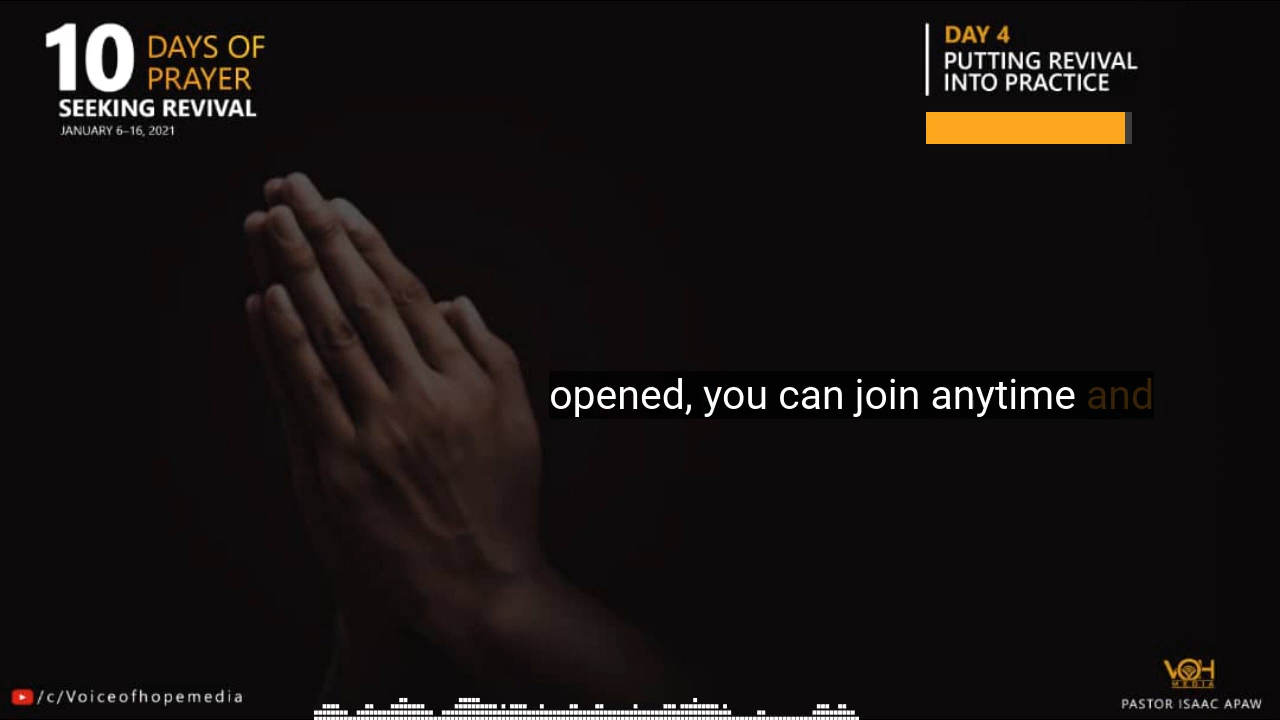 10 DAYS OF
PRAYER
SEEKING REVIVAL
JANUARY 6-16, 2021
DAY 4
PUTTING REVIVAL
INTO PRACTICE
opened, you can join anytime and
/c/Voiceofhopemedia
VOH
MEDIA
PASTOR ISAAC APAW